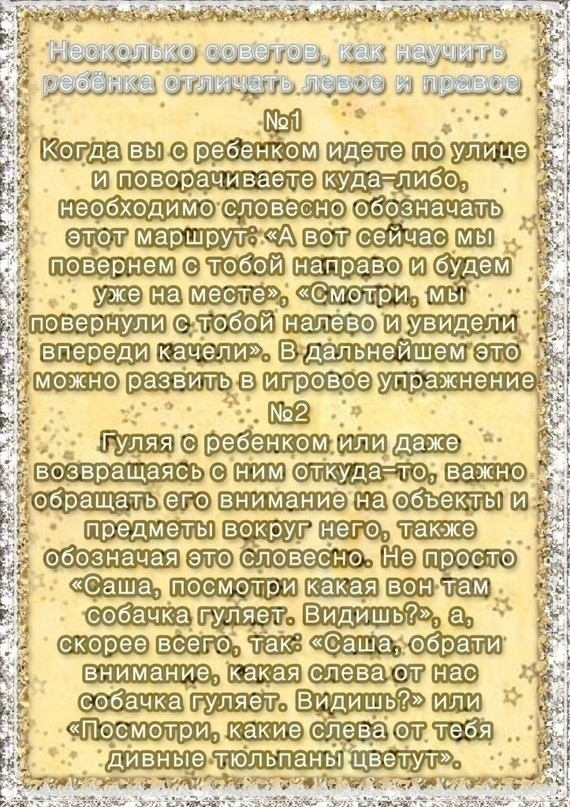 Несколько советов, как научить
ребёнка отличать левое и правое
№1
Когда вы с ребенком идете по улице
и поворачиваете куда-либо,
необходимо словесно обозначать
этот маршрут: «А вот сейчас мы
повернем с тобой направо и будем
уже на месте», «Смотри, мы
повернули с тобой налево и увидели
впереди качели». В дальнейшем это
можно развить в игровое упражнение
№2
Гуляя с ребенком или даже
возвращаясь с ним откуда-то, важно
обращать его внимание на объекты и
предметы вокруг него, также
обозначая это словесно. Не просто
«Саша, посмотри какая вон там
собачка гуляет. Видишь?», а,
скорее всего, так: «Саша, обрати
внимание, какая слева от нас
собачка гуляет. Видишь?» или
«Посмотри, какие слева от тебя
дивные тюльпаны цветут».